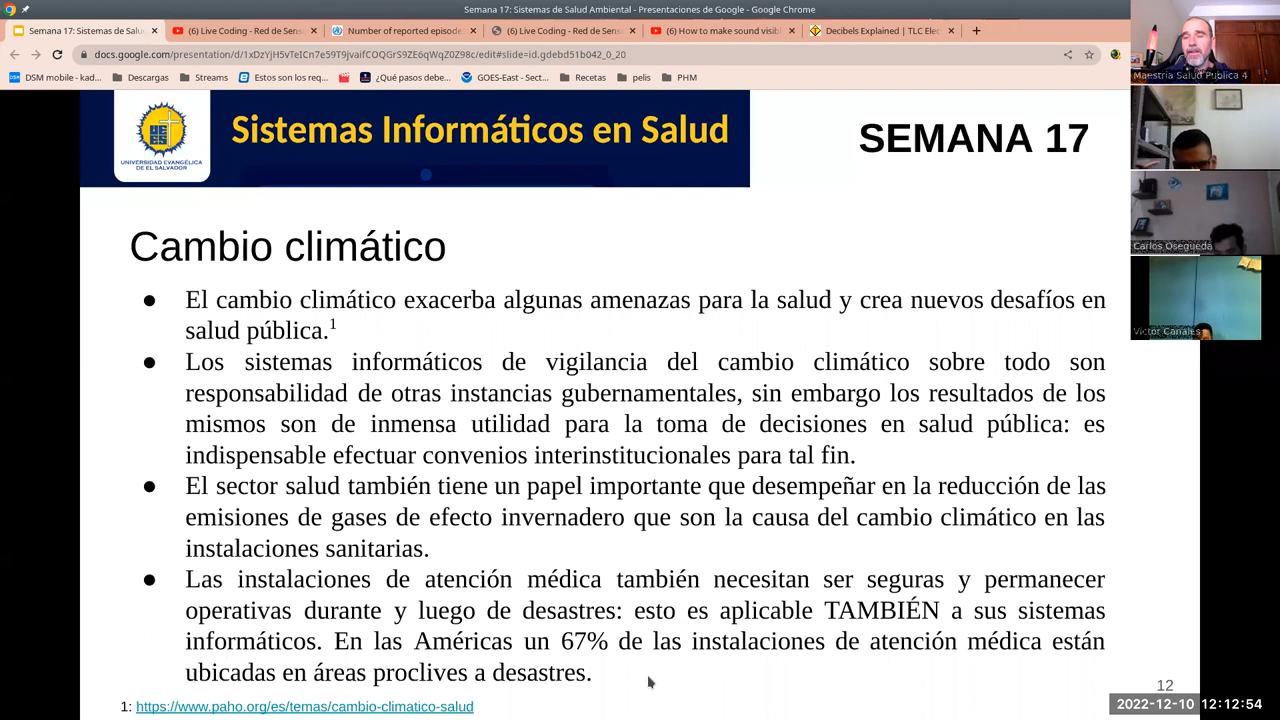 Semana 17: Sistemas de Salud Ambiental - Presentaciones de Google - Google Chrome
Semana 17: Sistemas de Salu
(6) Live Coding - Red de Sens
Number of reported episode
(6) Live Coding - Red de Sens
(6) How to make sound visibl
Decibels Explained | TLC Elec
docs.google.com/presentation/d/1xDzYjH5vTeICn7e59T9jvaifCOQGrS9ZE6qWqZ0Z98c/edit#slide=id.gdebd51b042_0_20
DSM mobile - kad...
Descargas
Streams
Estos son los req...
¿Qué pasos debe...
GOES-East - Sect...
Recetas
pelis
PHM
UNIVERSIDAD EVANGÉLICA
DE EL SALVADOR
Sistemas Informáticos en Salud
SEMANA 17
Maestria Salud Publica 4
Carlos Osegueda
Victor Canales
Cambio climático
● El cambio climático exacerba algunas amenazas para la salud y crea nuevos desafíos en
salud pública.1
● Los sistemas informáticos de vigilancia del cambio climático sobre todo son
responsabilidad de otras instancias gubernamentales, sin embargo los resultados de los
mismos son de inmensa utilidad para la toma de decisiones en salud pública: es
indispensable efectuar convenios interinstitucionales para tal fin.
● El sector salud también tiene un papel importante que desempeñar en la reducción de las
emisiones de gases de efecto invernadero que son la causa del cambio climático en las
instalaciones sanitarias.
● Las instalaciones de atención médica también necesitan ser seguras y permanecer
operativas durante y luego de desastres: esto es aplicable TAMBIÉN a sus sistemas
informáticos. En las Américas un 67% de las instalaciones de atención médica están
ubicadas en áreas proclives a desastres.
12
1: https://www.paho.org/es/temas/cambio-climatico-salud
2022-12-10 12:12:54